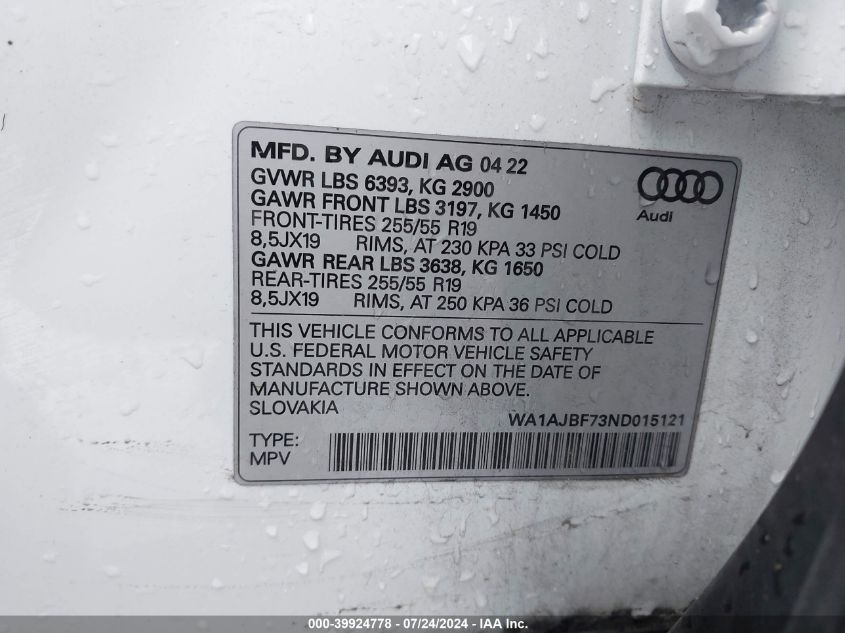 MFD. BY AUDI AG 04 22
GVWR LBS 6393, KG 2900
GAWR FRONT LBS 3197, KG 1450
FRONT-TIRES 255/55 R19
8,5JX19 RIMS, AT 230 KPA 33 PSI COLD
GAWR REAR LBS 3638, KG 1650
REAR-TIRES 255/55 R19
8,5JX19 RIMS, AT 250 KPA 36 PSI COLD
Audi
THIS VEHICLE CONFORMS TO ALL APPLICABLE
U.S. FEDERAL MOTOR VEHICLE SAFETY
STANDARDS IN EFFECT ON THE DATE OF
MANUFACTURE SHOWN ABOVE.
SLOVAKIA
WA1AJBF73ND015121
TYPE:
MPV
000-39924778 - 07/24/2024 - IAA Inc.